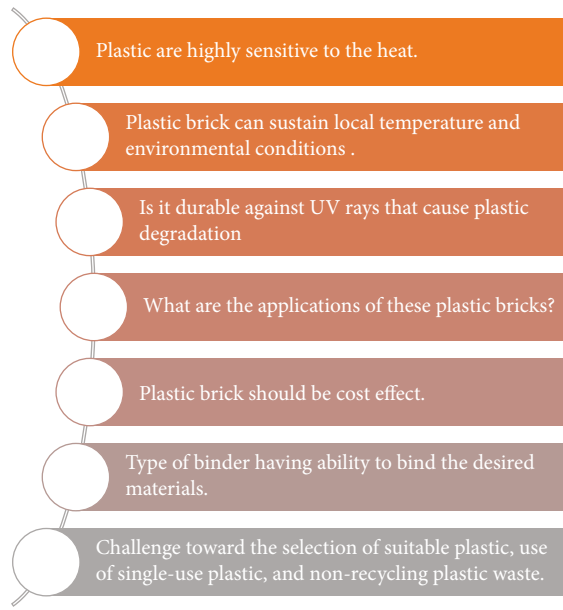 Plastic are highly sensitive to the heat.
Plastic brick can sustain local temperature and
environmental conditions .
Is it durable against UV rays that cause plastic
degradation
What are the applications of these plastic bricks?
Plastic brick should be cost effect.
Type of binder having ability to bind the desired
materials.
Challenge toward the selection of suitable plastic, use
of single-use plastic, and non-recycling plastic waste.